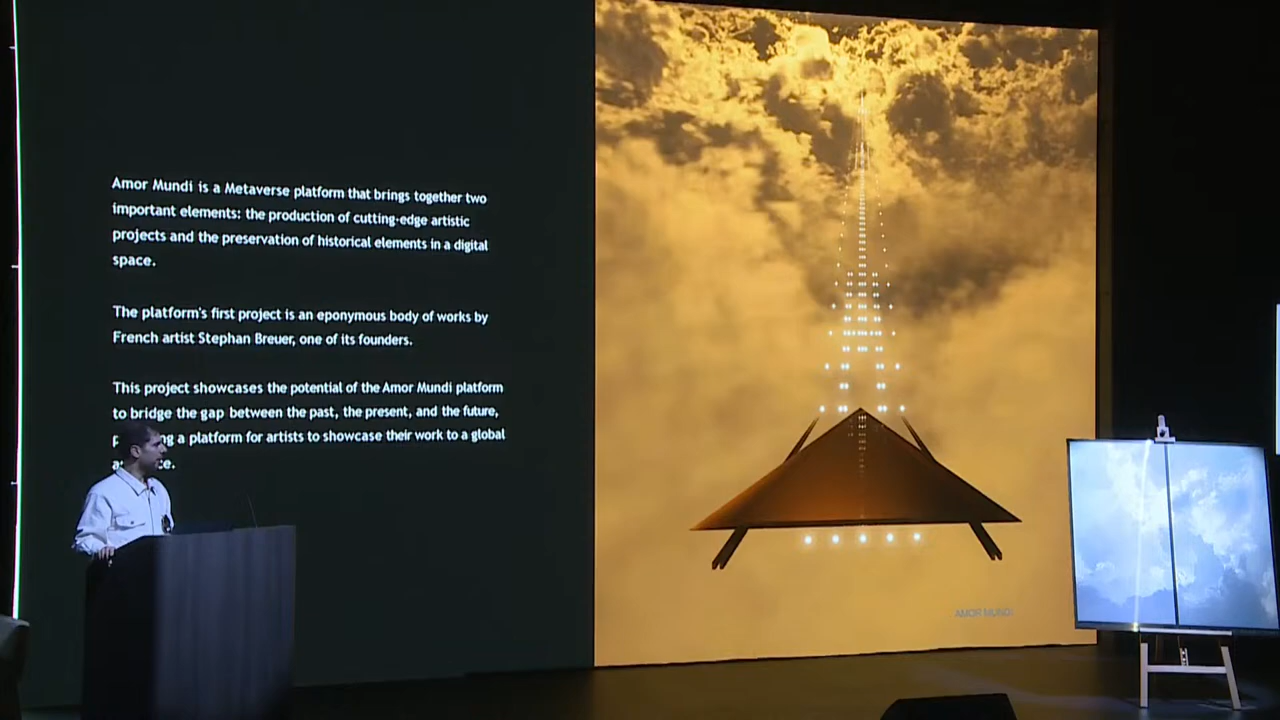 Amor Mundi is a Metaverse platform that brings together two
important elements: the production of cutting-edge artistic
projects and the preservation of historical elements in a digital
space.
The platform's first project is an eponymous body of works by
French artist Stephan Breuer, one of its founders.
This project showcases the potential of the Amor Mundi platform
to bridge the gap between the past, the present, and the future,
a platform for artists to showcase their work to a global
AMOR MUNDI